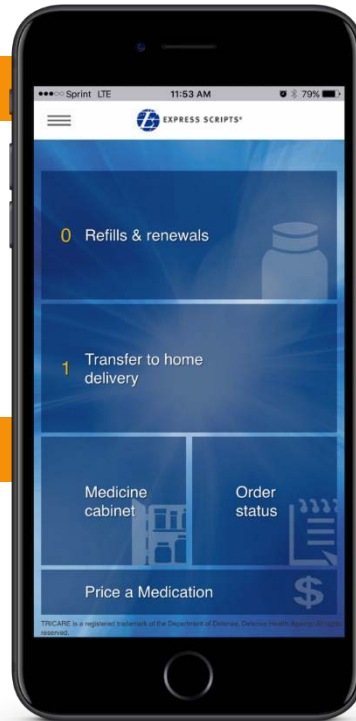 Sprint LTE 11:53 AM 79%
EXPRESS SCRIPTS®
0 Refills & renewals
1 Transfer to home
delivery
Medicine
cabinet
Order
status
Price a Medication
$
TRICARE is a registered trademark of the Department of Defense, Defense Health Agency. All rights
reserved.